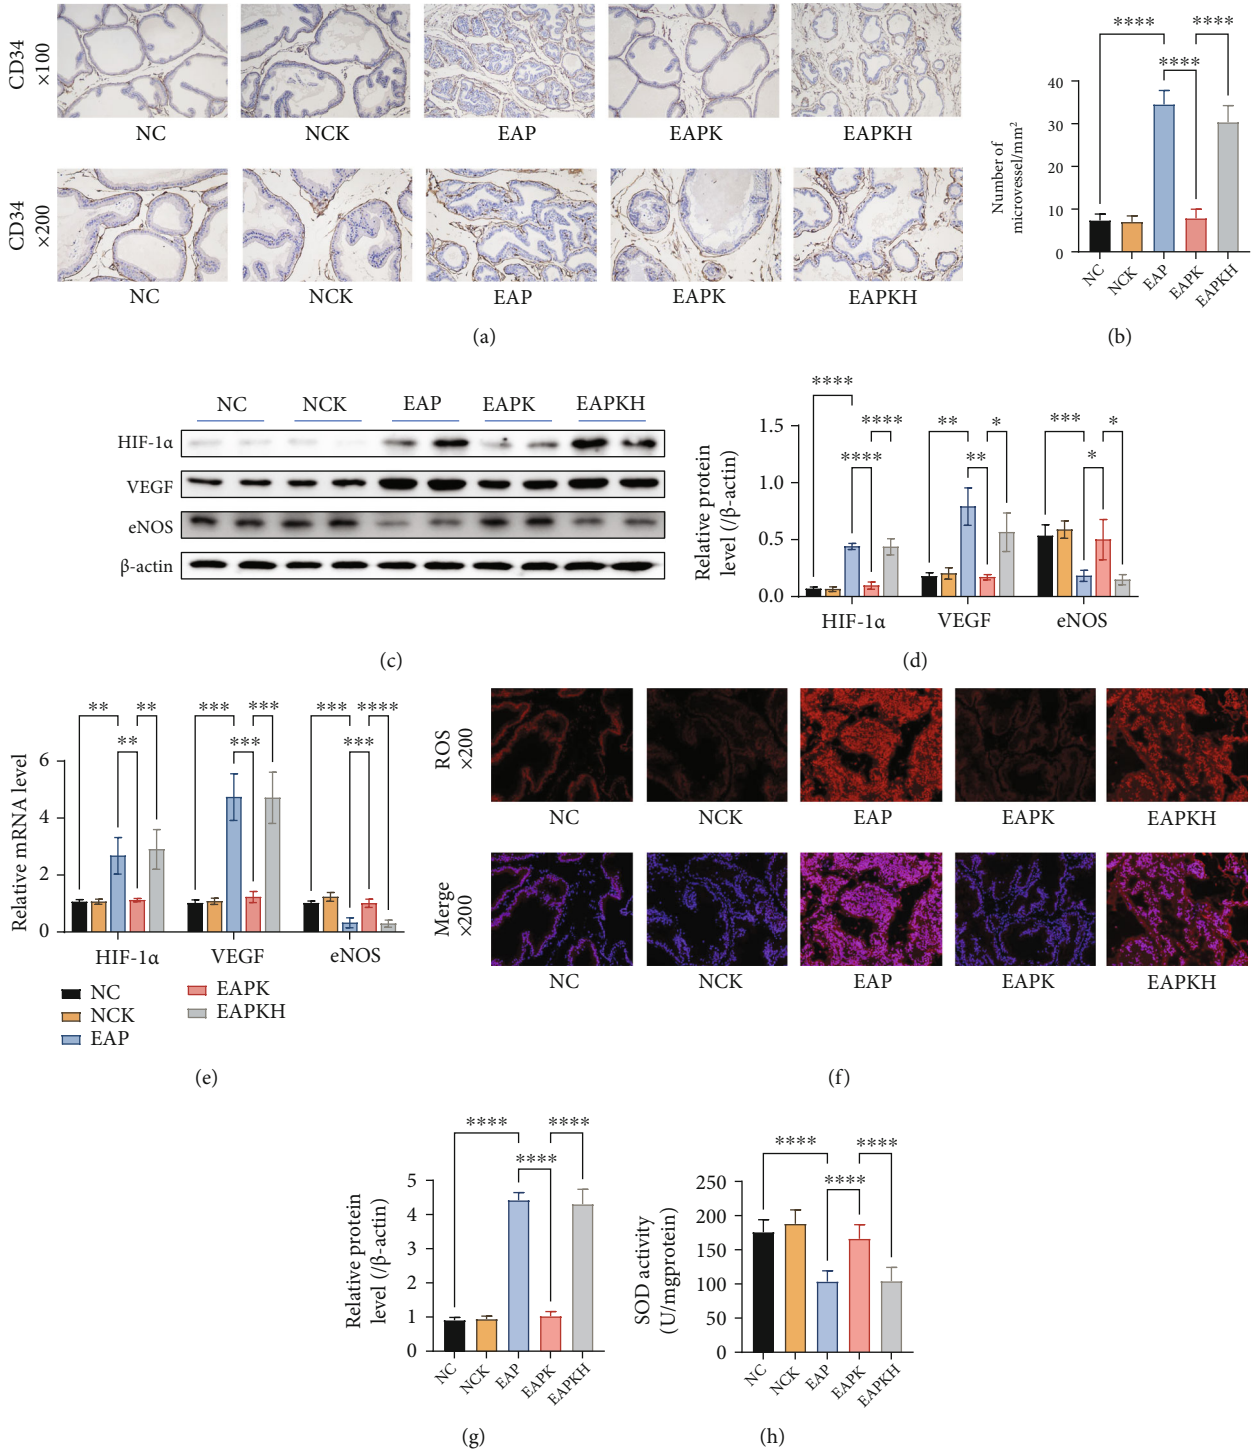 CD34
×100
NC NCK EAP EAPK EAPKH
CD34
×200
NC NCK EAP EAPK EAPKH
(a)
**** ****
****
Number of
microvessel/mm²
40
30
20
10
0
NC NCK EAP EAPK EAPKH
(b)
NC NCK EAP EAPK EAPKH
HIF-1α
VEGF
eNOS
β-actin
(c)
**** **** ** * *** *
**** ** *
Relative protein
level (/β-actin)
1.5
1.0
0.5
0.0
HIF-1α VEGF eNOS
(d)
** ** *** *** *** ****
** *** ***
Relative mRNA level
6
4
2
0
HIF-1α VEGF eNOS
NC
NCK
EAP
EAPK
EAPKH
(e)
ROS
×200
NC NCK EAP EAPK EAPKH
Merge
×200
NC NCK EAP EAPK EAPKH
(f)
**** ****
****
Relative protein
level (/β-actin)
5
4
3
2
1
0
NC NCK EAP EAPK EAPKH
(g)
**** ****
****
SOD activity
(U/mgprotein)
250
200
150
100
50
0
NC NCK EAP EAPK EAPKH
(h)